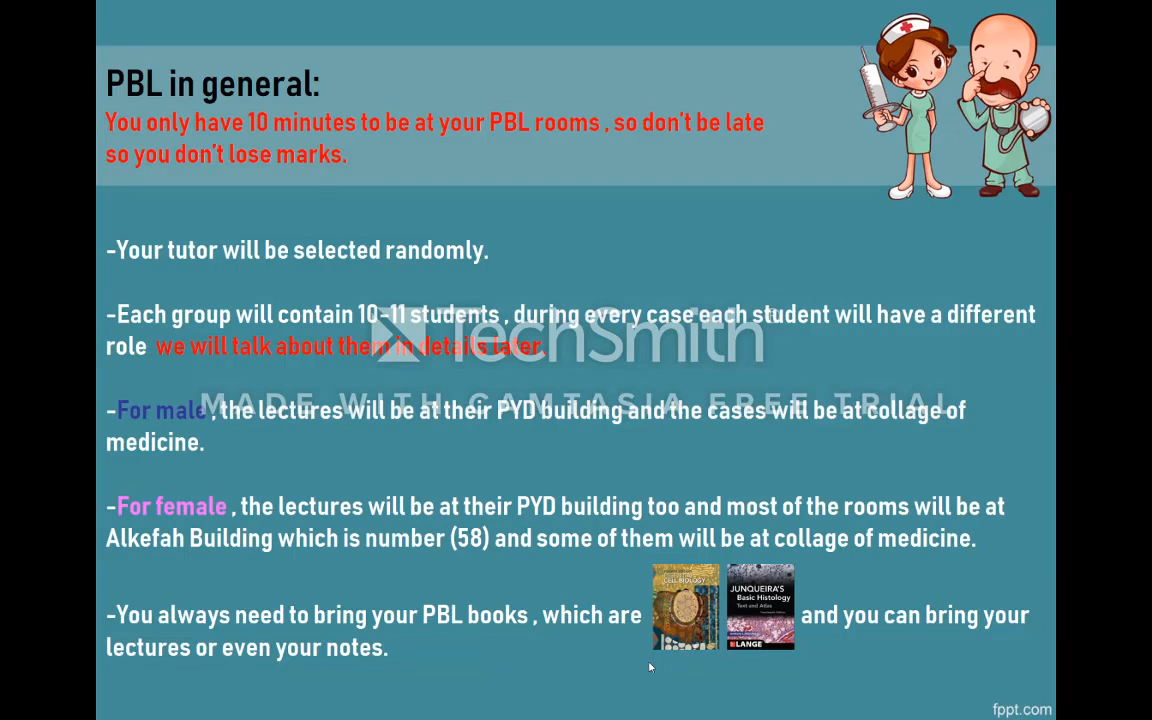 PBL in general:
You only have 10 minutes to be at your PBL rooms , so don't be late
so you don't lose marks.
-Your tutor will be selected randomly.
-Each group will contain 10-11 students , during every case each student will have a different
role we will talk about them in details later.
TechSmith
MADE WITH CAMTASIA FREE TRIAL
-For male , the lectures will be at their PYD building and the cases will be at collage of
medicine.
-For female , the lectures will be at their PYD building too and most of the rooms will be at
Alkefah Building which is number (58) and some of them will be at collage of medicine.
CELL BIOLOGY
JUNQUEIRA'S
Basic Histology
Text and Atlas
LANGE
-You always need to bring your PBL books , which are and you can bring your
lectures or even your notes.
fppt.com